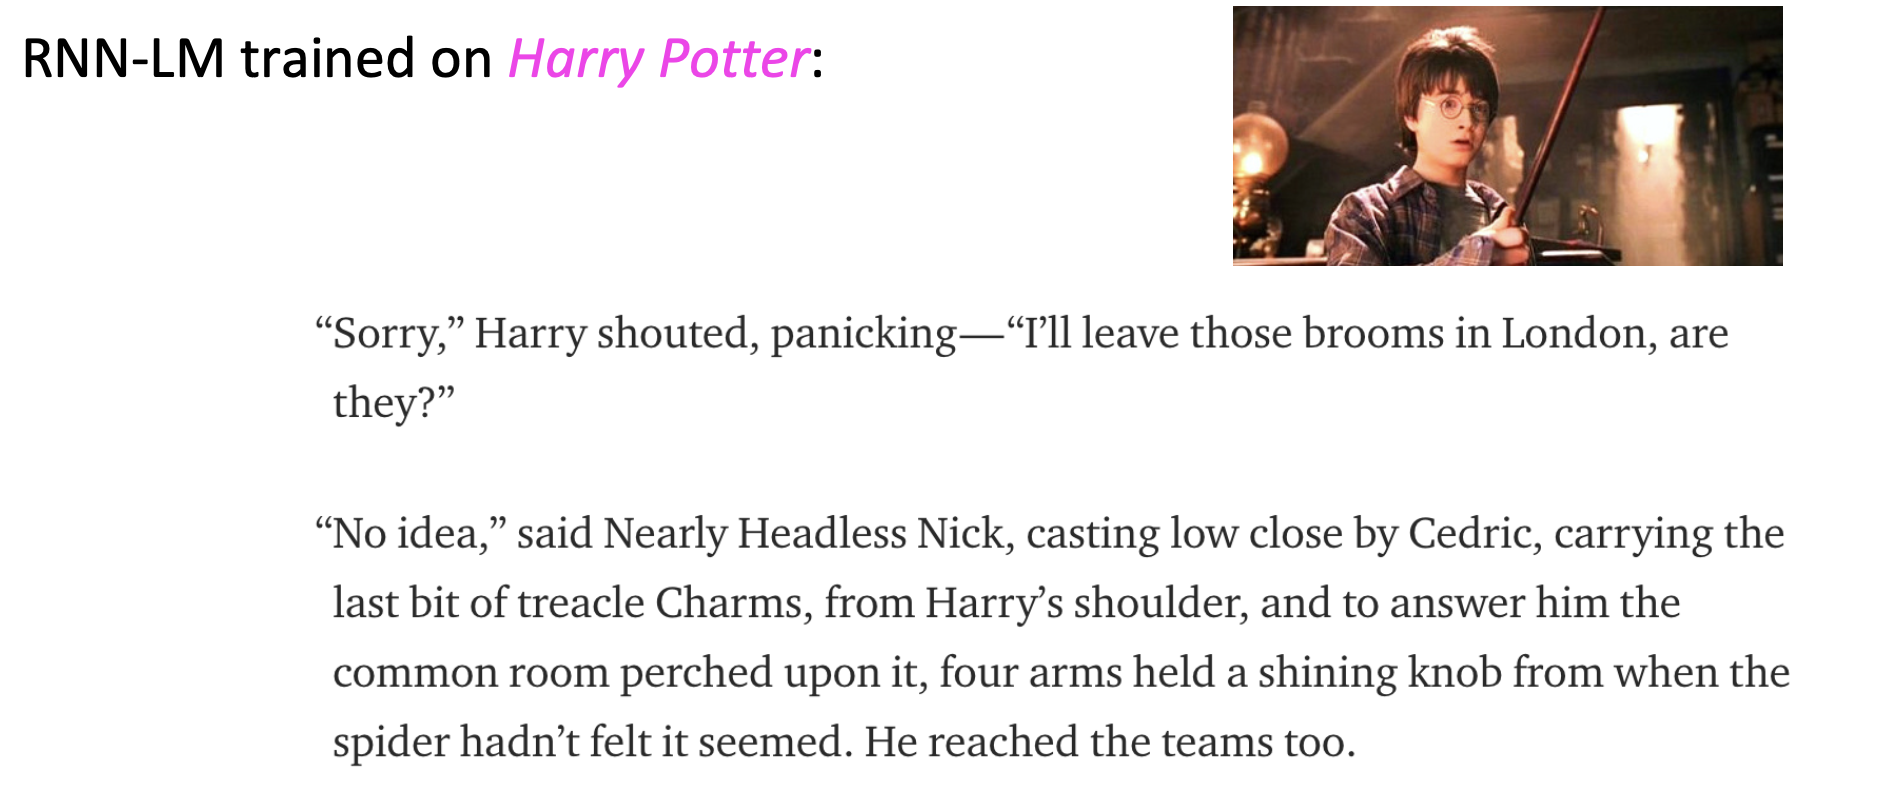 RNN-LM trained on Harry Potter:
“Sorry,” Harry shouted, panicking—“I’ll leave those brooms in London, are
they?”
“No idea,” said Nearly Headless Nick, casting low close by Cedric, carrying the
last bit of treacle Charms, from Harry’s shoulder, and to answer him the
common room perched upon it, four arms held a shining knob from when the
spider hadn’t felt it seemed. He reached the teams too.